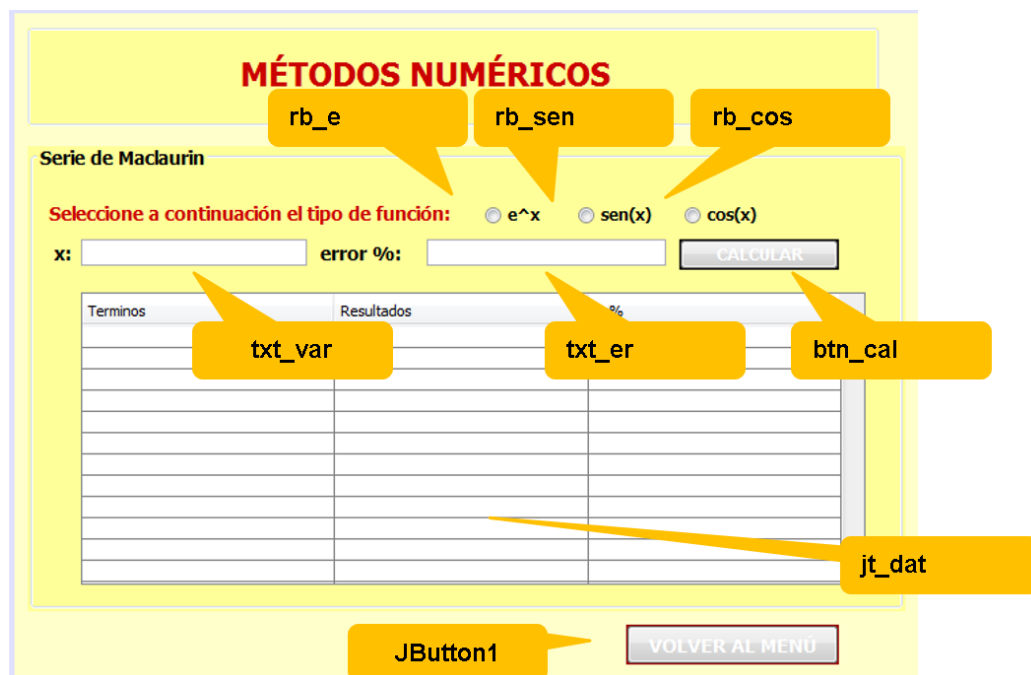 MÉTODOS NUMÉRICOS
rb_e
rb_sen
rb_cos
Serie de Maclaurin
Seleccione a continuación el tipo de función:
e^x
sen(x)
cos(x)
x:
error %:
CALCULAR
Terminos
Resultados
%
txt_var
txt_er
btn_cal
jt_dat
JButton1
VOLVER AL MENÚ